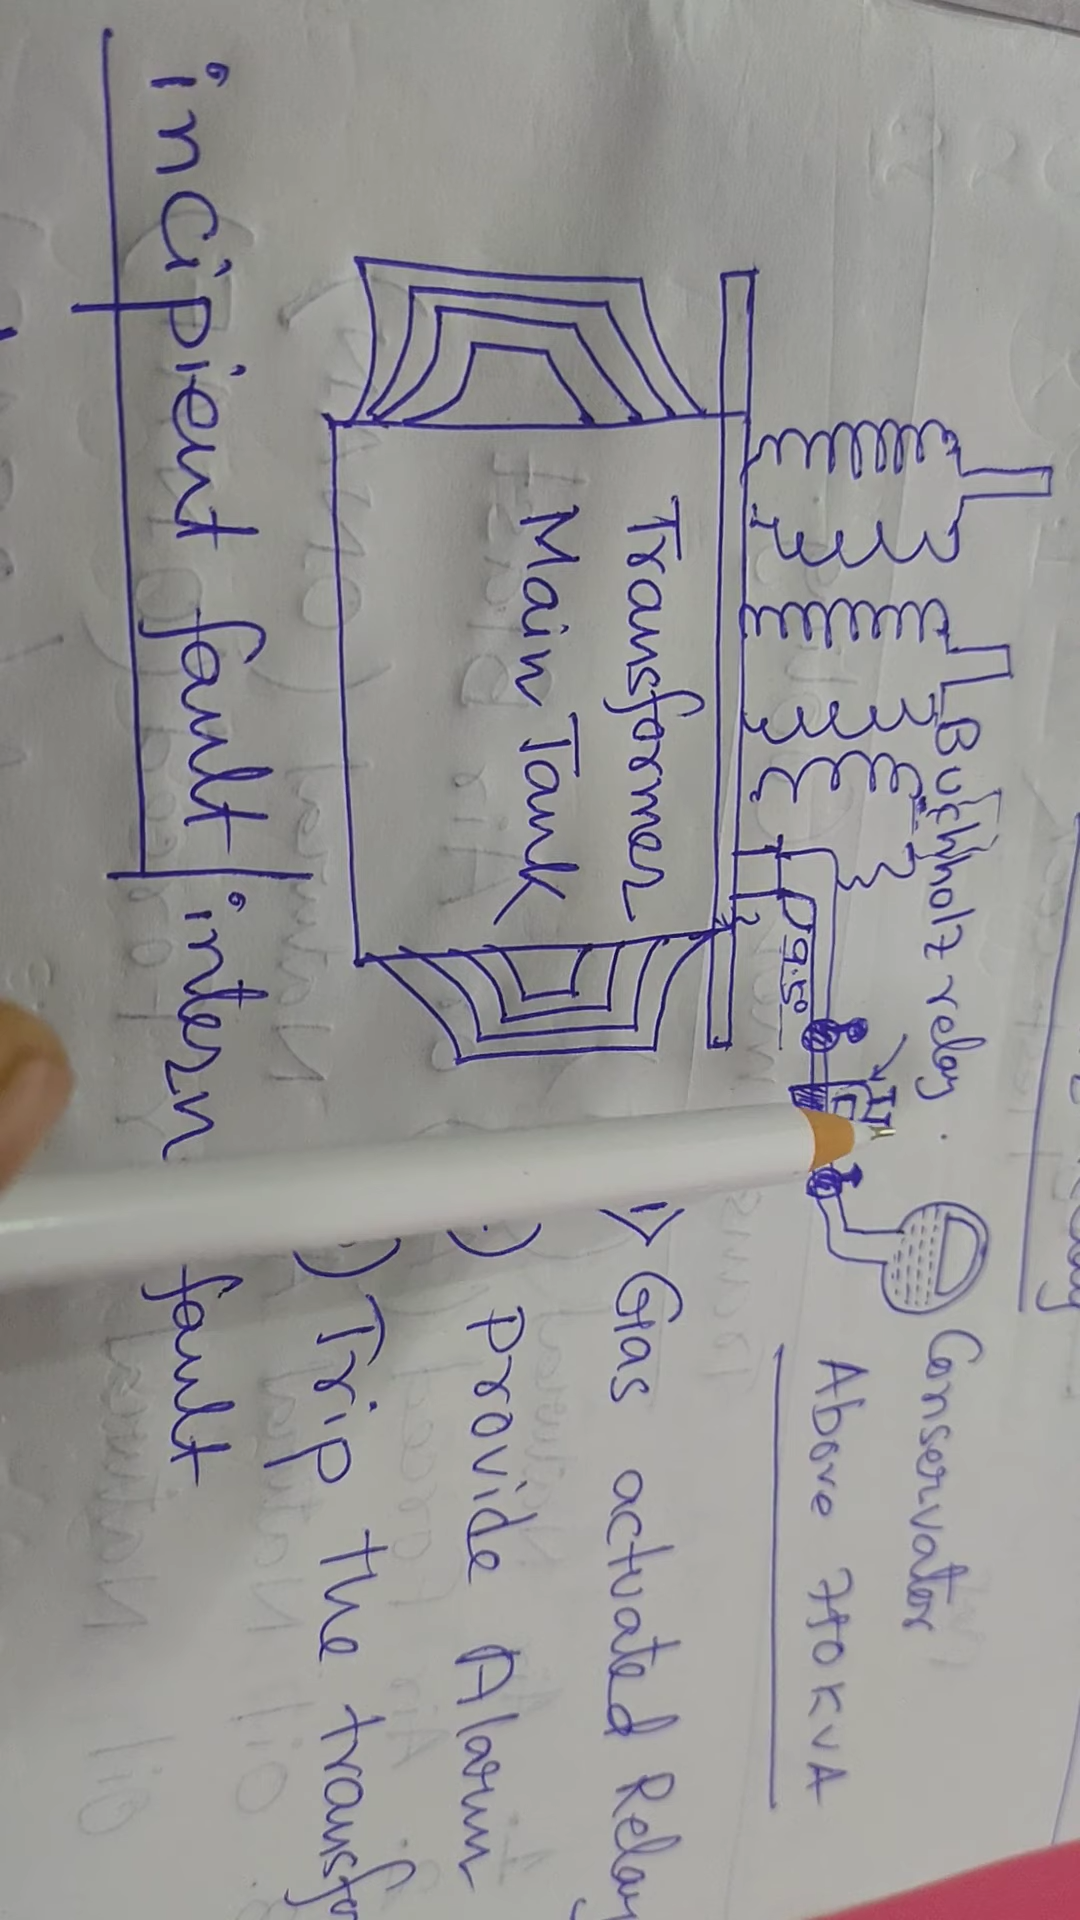 Buchholz relay.
Conservator
Above 710 KVA
9.5°
Transformer
Main Tank
Gas actuated Relay
) Provide Alarm
) Trip the transfo
incipient fault | intern fault